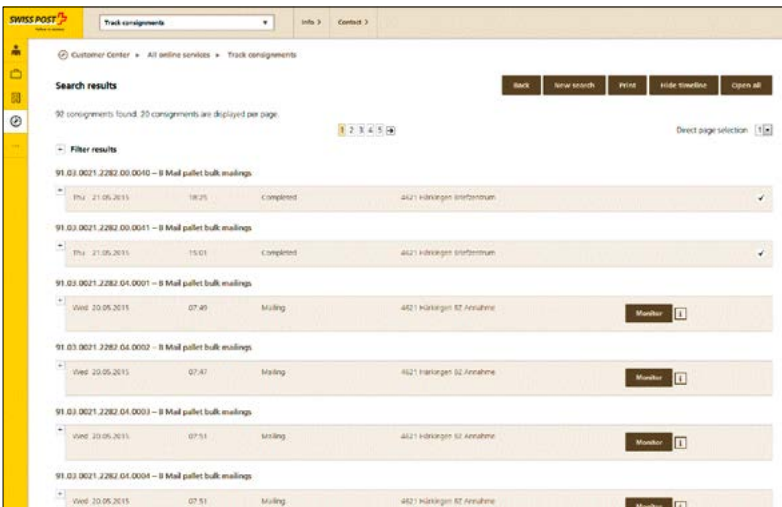 SWISS POST
Track consignments
Info >
Contact >
Customer Center ▸ All online services ▸ Track consignments
Search results
Back New search Print Hide timeline Open all
92 consignments found. 20 consignments are displayed per page.
1 2 3 4 5
Direct page selection 1
Filter results
91.03.0021.2282.00.0040 – B Mail pallet bulk mailings
Thu 21.05.2015 18:25 Completed 4621 Härkingen Briefzentrum
91.03.0021.2282.00.0041 – B Mail pallet bulk mailings
Thu 21.05.2015 15:01 Completed 4621 Härkingen Briefzentrum
91.03.0021.2282.04.0001 – B Mail pallet bulk mailings
Wed 20.05.2015 07:49 Mailing 4621 Härkingen BZ Annahme Monitor i
91.03.0021.2282.04.0002 – B Mail pallet bulk mailings
Wed 20.05.2015 07:47 Mailing 4621 Härkingen BZ Annahme Monitor i
91.03.0021.2282.04.0003 – B Mail pallet bulk mailings
Wed 20.05.2015 07:51 Mailing 4621 Härkingen BZ Annahme Monitor i
91.03.0021.2282.04.0004 – B Mail pallet bulk mailings
Wed 20.05.2015 07:51 Mailing 4621 Härkingen BZ Annahme Monitor i